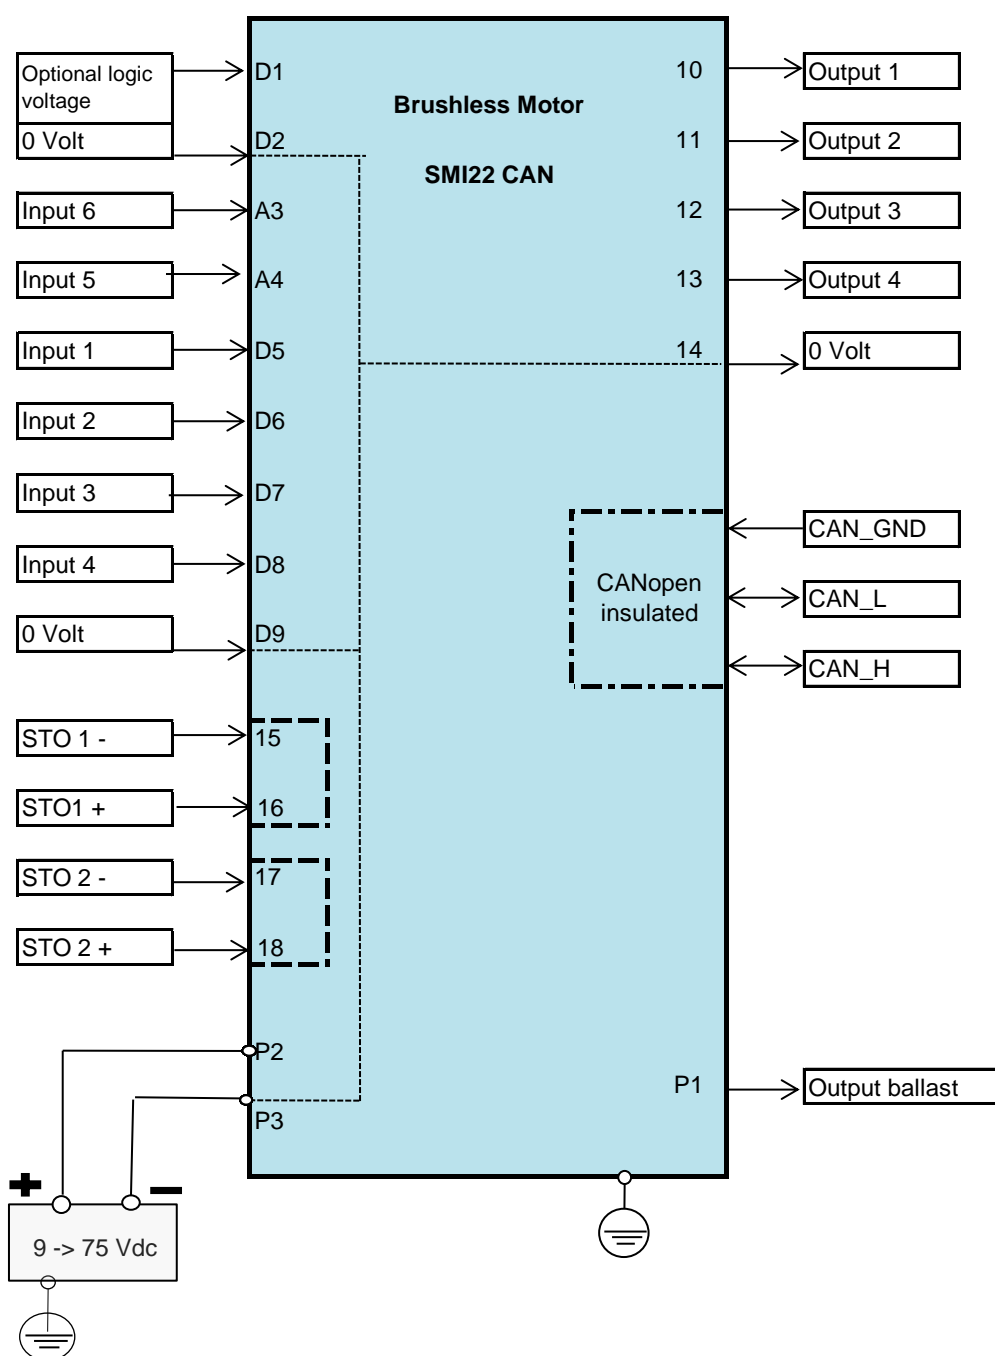 Optional logic
voltage
0 Volt
Input 6
Input 5
Input 1
Input 2
Input 3
Input 4
0 Volt
STO 1 -
STO1 +
STO 2 -
STO 2 +
D1
D2
A3
A4
D5
D6
D7
D8
D9
15
16
17
18
P2
P3
Brushless Motor
SMI22 CAN
CANopen
insulated
10
11
12
13
14
P1
Output 1
Output 2
Output 3
Output 4
0 Volt
CAN_GND
CAN_L
CAN_H
Output ballast
+ −
9 -> 75 Vdc